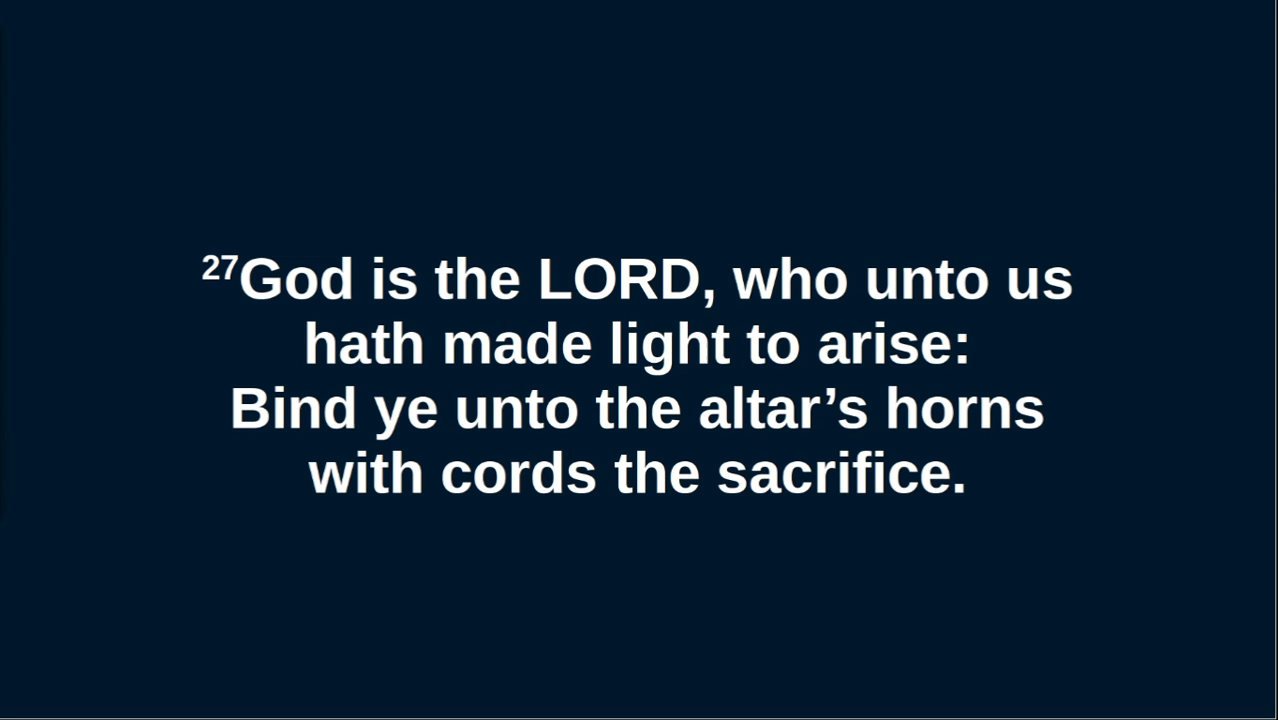 27God is the LORD, who unto us
hath made light to arise:
Bind ye unto the altar’s horns
with cords the sacrifice.